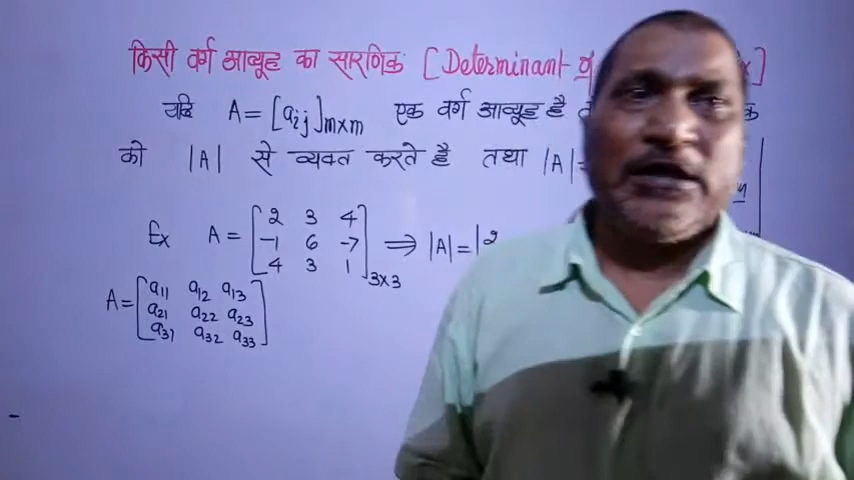 किसी वर्ग आव्यूह का सारणिक [Determinant of ]
यदि A = [aij]m×m एक वर्ग आव्यूह है
को |A| से व्यक्त करते है तथा |A| =
Ex A = [2 3 4 ⇒ |A| = |2
-1 6 -7
4 3 1]3×3
A = [a11 a12 a13
a21 a22 a23
a31 a32 a33]